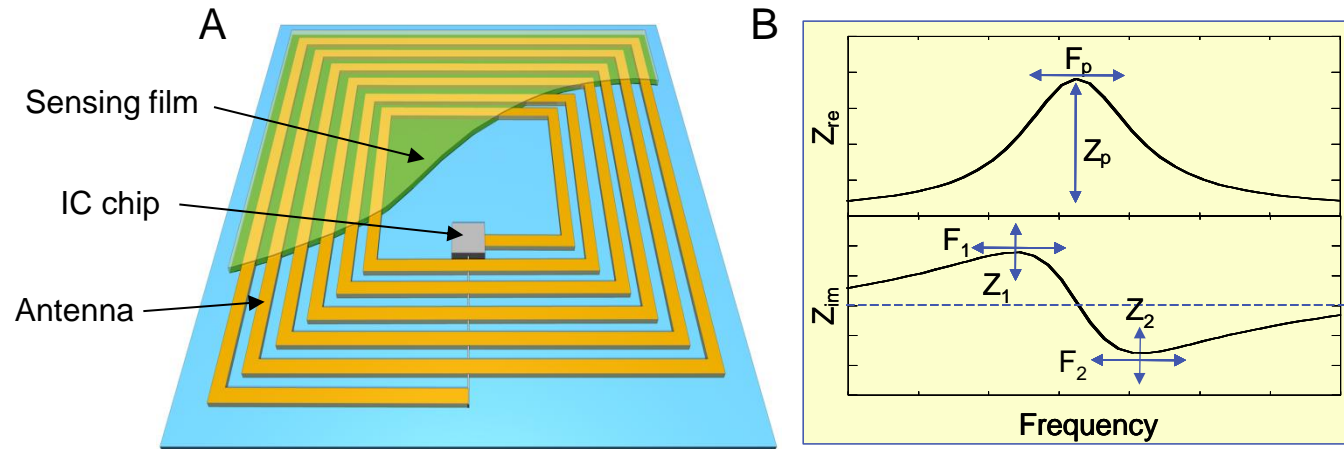 A
Sensing film
IC chip
Antenna
B
Fp
Zre
Zp
F1
Z1
Zim
Z2
F2
Frequency